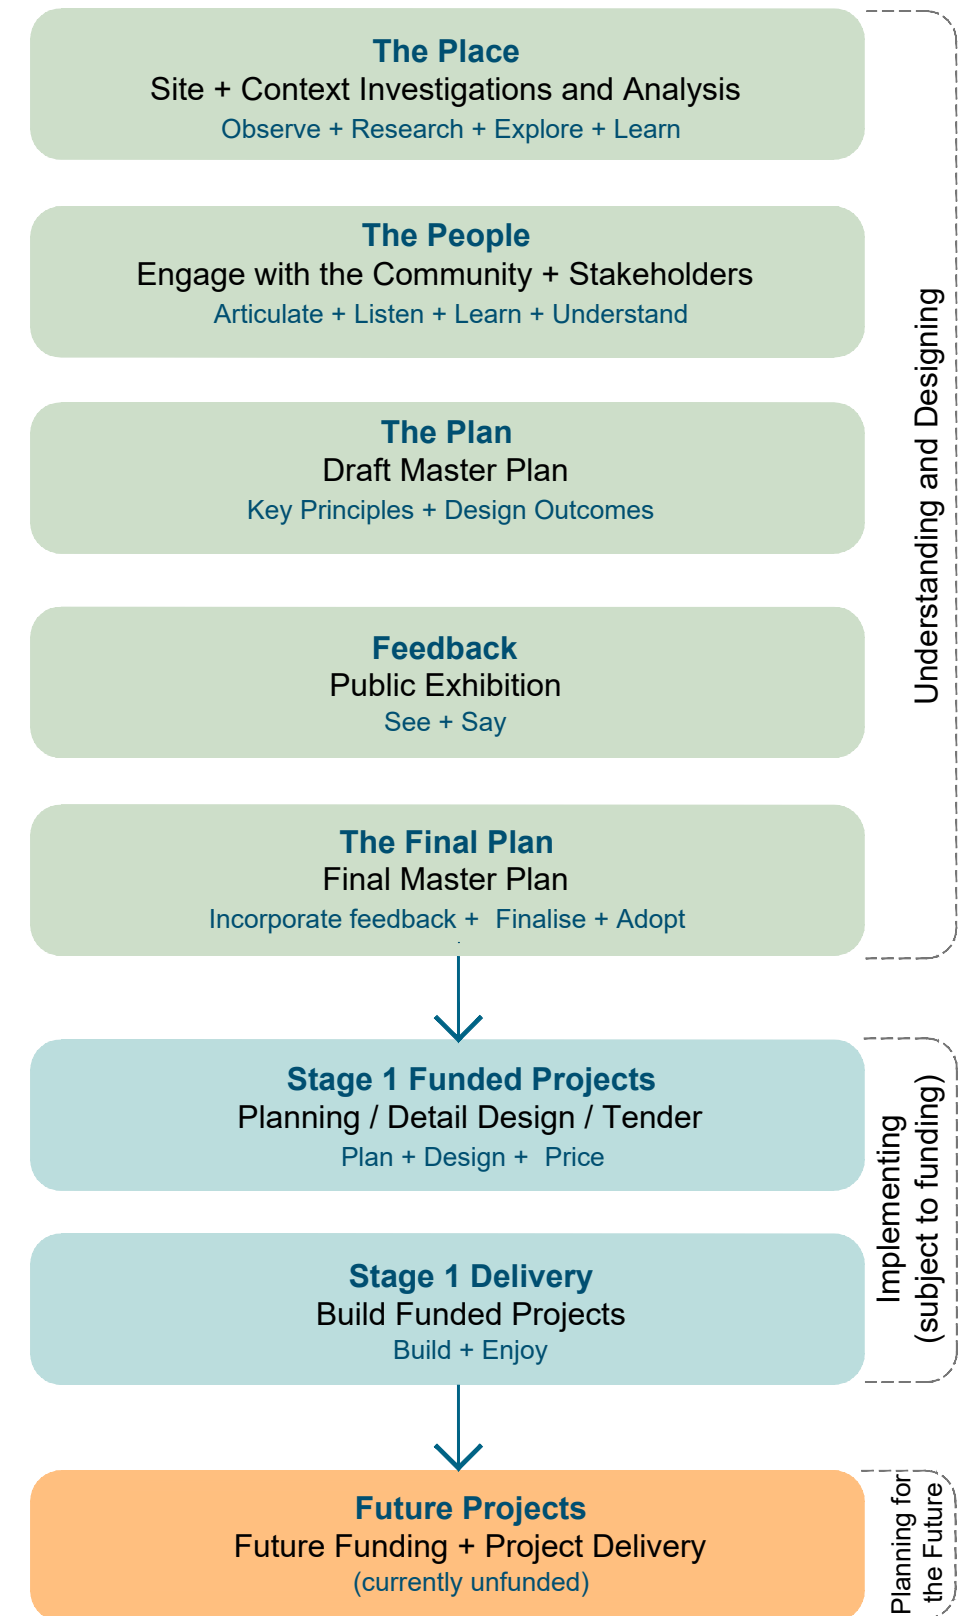 The Place
Site + Context Investigations and Analysis
Observe + Research + Explore + Learn
The People
Engage with the Community + Stakeholders
Articulate + Listen + Learn + Understand
The Plan
Draft Master Plan
Key Principles + Design Outcomes
Feedback
Public Exhibition
See + Say
The Final Plan
Final Master Plan
Incorporate feedback + Finalise + Adopt
Understanding and Designing
Stage 1 Funded Projects
Planning / Detail Design / Tender
Plan + Design + Price
Stage 1 Delivery
Build Funded Projects
Build + Enjoy
Implementing
(subject to funding)
Future Projects
Future Funding + Project Delivery
(currently unfunded)
Planning for
the Future